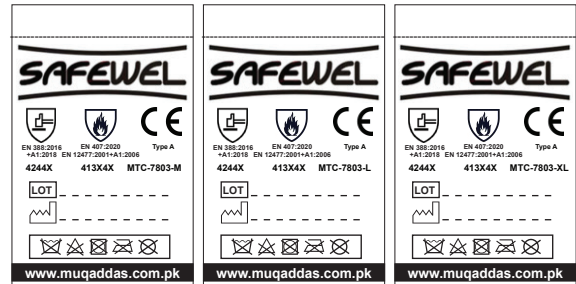 SAFEWEL
EN 388:2016 EN 407:2020 Type A
+A1:2018 EN 12477:2001+A1:2006
4244X 413X4X MTC-7803-M
LOT
www.muqaddas.com.pk
SAFEWEL
EN 388:2016 EN 407:2020 Type A
+A1:2018 EN 12477:2001+A1:2006
4244X 413X4X MTC-7803-L
LOT
www.muqaddas.com.pk
SAFEWEL
EN 388:2016 EN 407:2020 Type A
+A1:2018 EN 12477:2001+A1:2006
4244X 413X4X MTC-7803-XL
LOT
www.muqaddas.com.pk